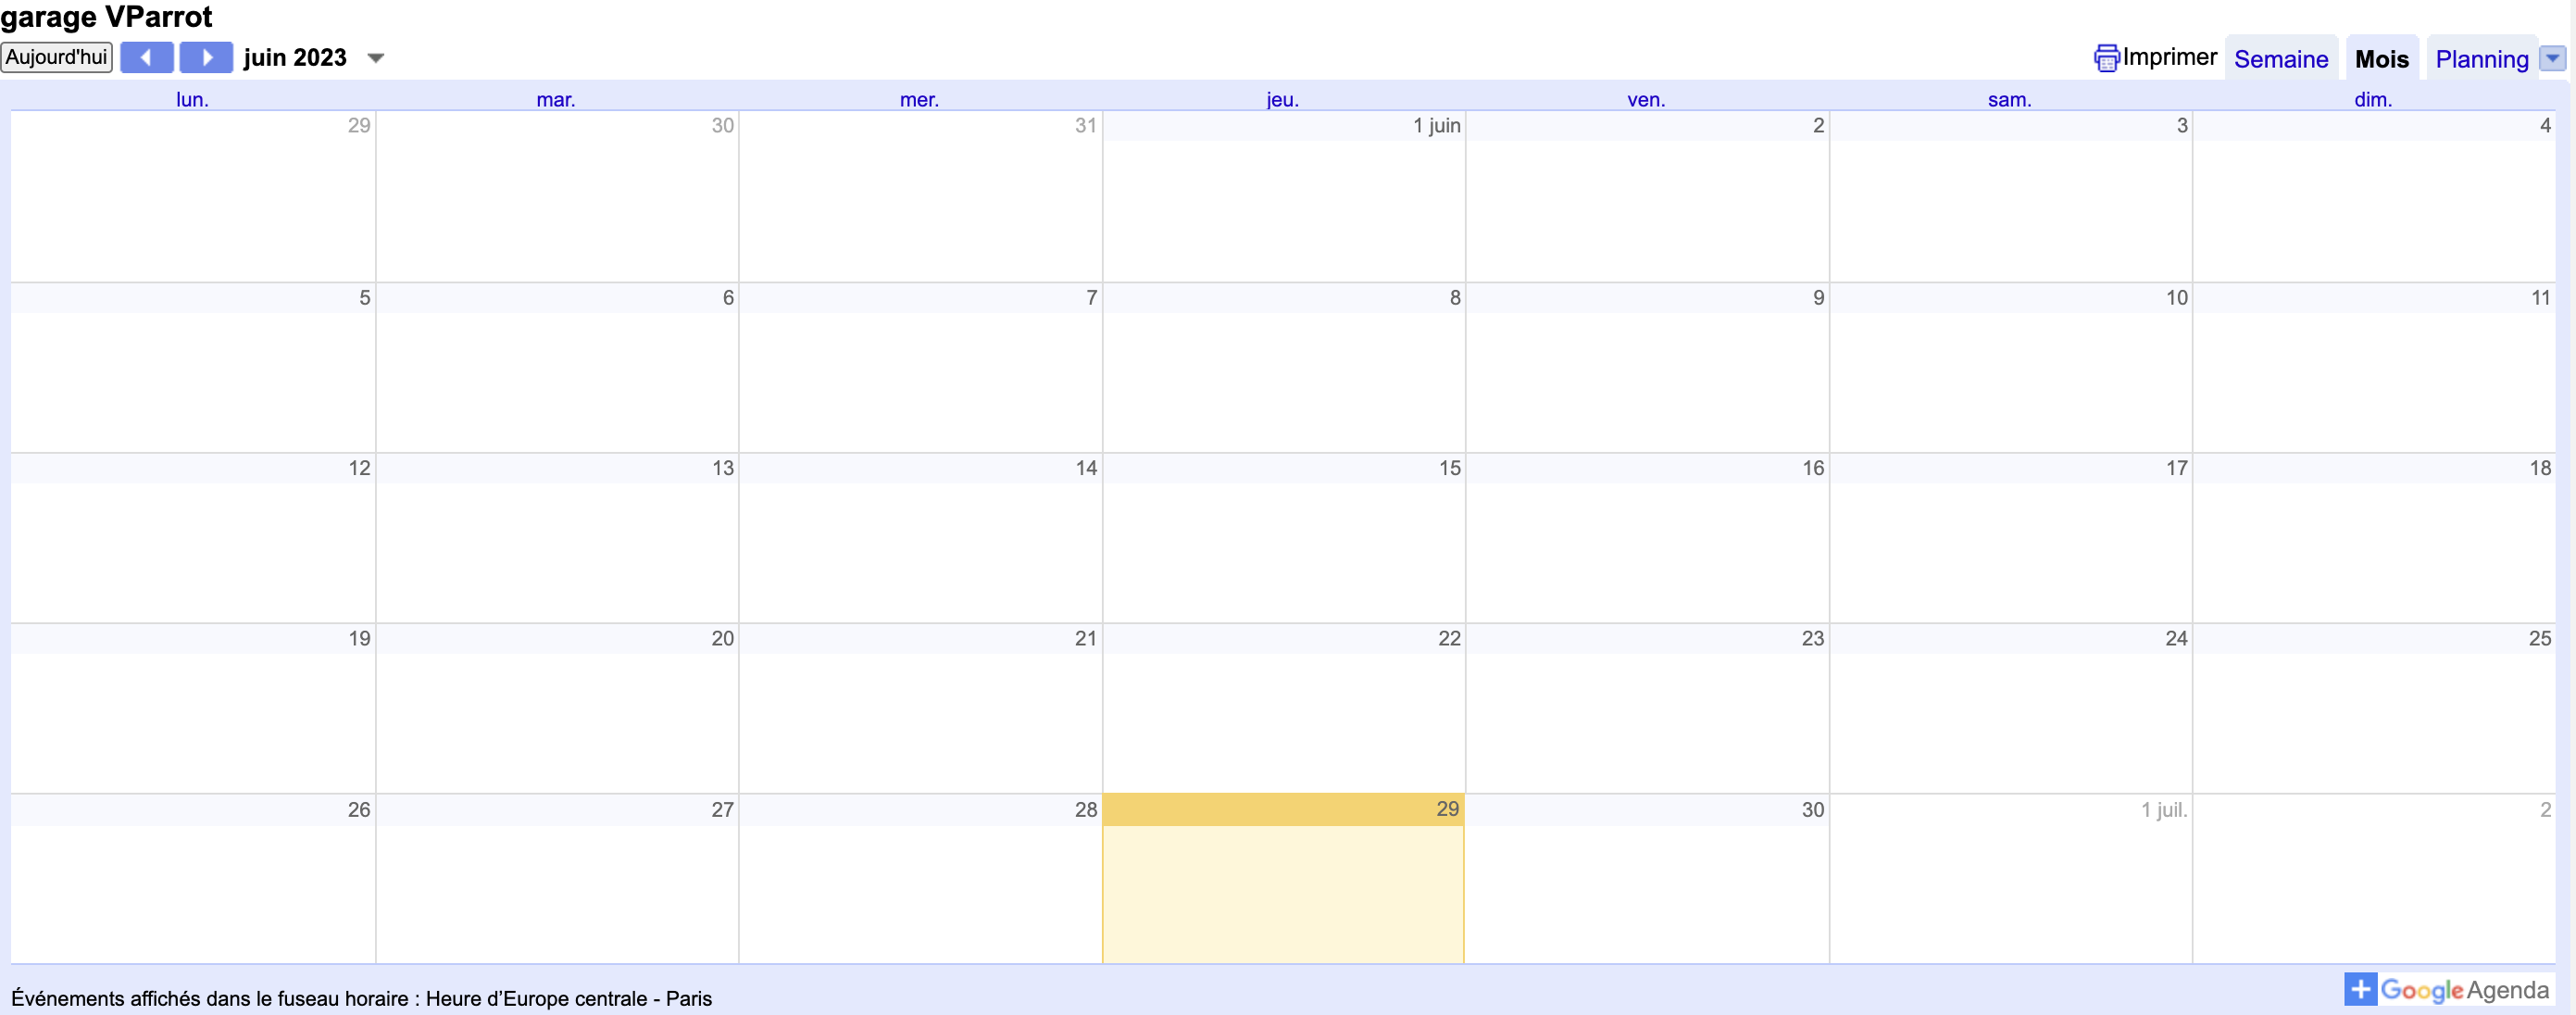 garage VParrot
Aujourd'hui juin 2023 Imprimer Semaine Mois Planning
lun. mar. mer. jeu. ven. sam. dim.
29 30 31 1 juin 2 3 4
5 6 7 8 9 10 11
12 13 14 15 16 17 18
19 20 21 22 23 24 25
26 27 28 29 30 1 juil. 2
Événements affichés dans le fuseau horaire : Heure d’Europe centrale - Paris
Google Agenda